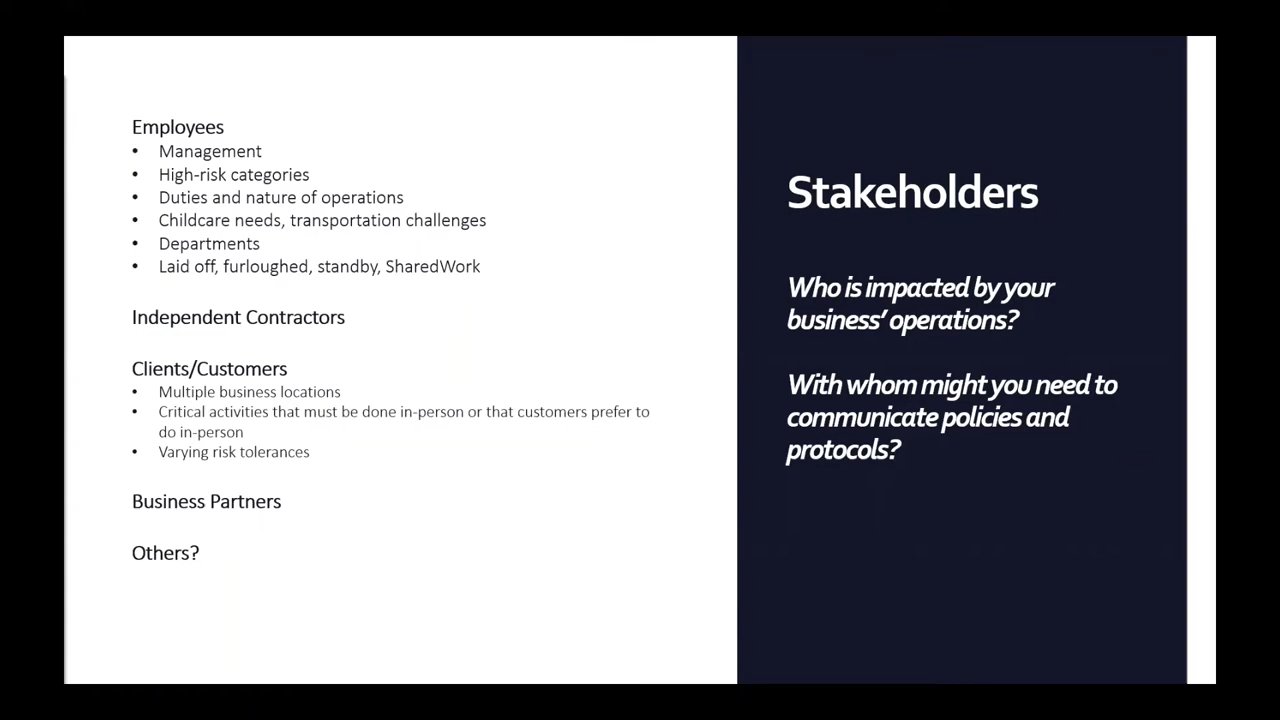 Employees
• Management
• High-risk categories
• Duties and nature of operations
• Childcare needs, transportation challenges
• Departments
• Laid off, furloughed, standby, SharedWork
Independent Contractors
Clients/Customers
• Multiple business locations
• Critical activities that must be done in-person or that customers prefer to
do in-person
• Varying risk tolerances
Business Partners
Others?
Stakeholders
Who is impacted by your
business’ operations?
With whom might you need to
communicate policies and
protocols?